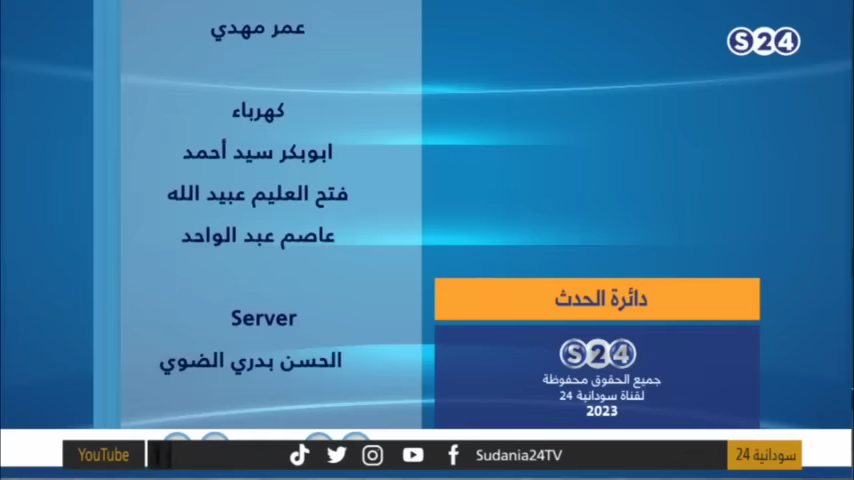 S24
عمر مهدي
كهرباء
ابوبكر سيد أحمد
فتح العليم عبيد الله
عاصم عبد الواحد
Server
الحسن بدري الضوي
دائرة الحدث
S24
جميع الحقوق محفوظة
لقناة سودانية 24
2023
YouTube
Sudania24TV
سودانية 24